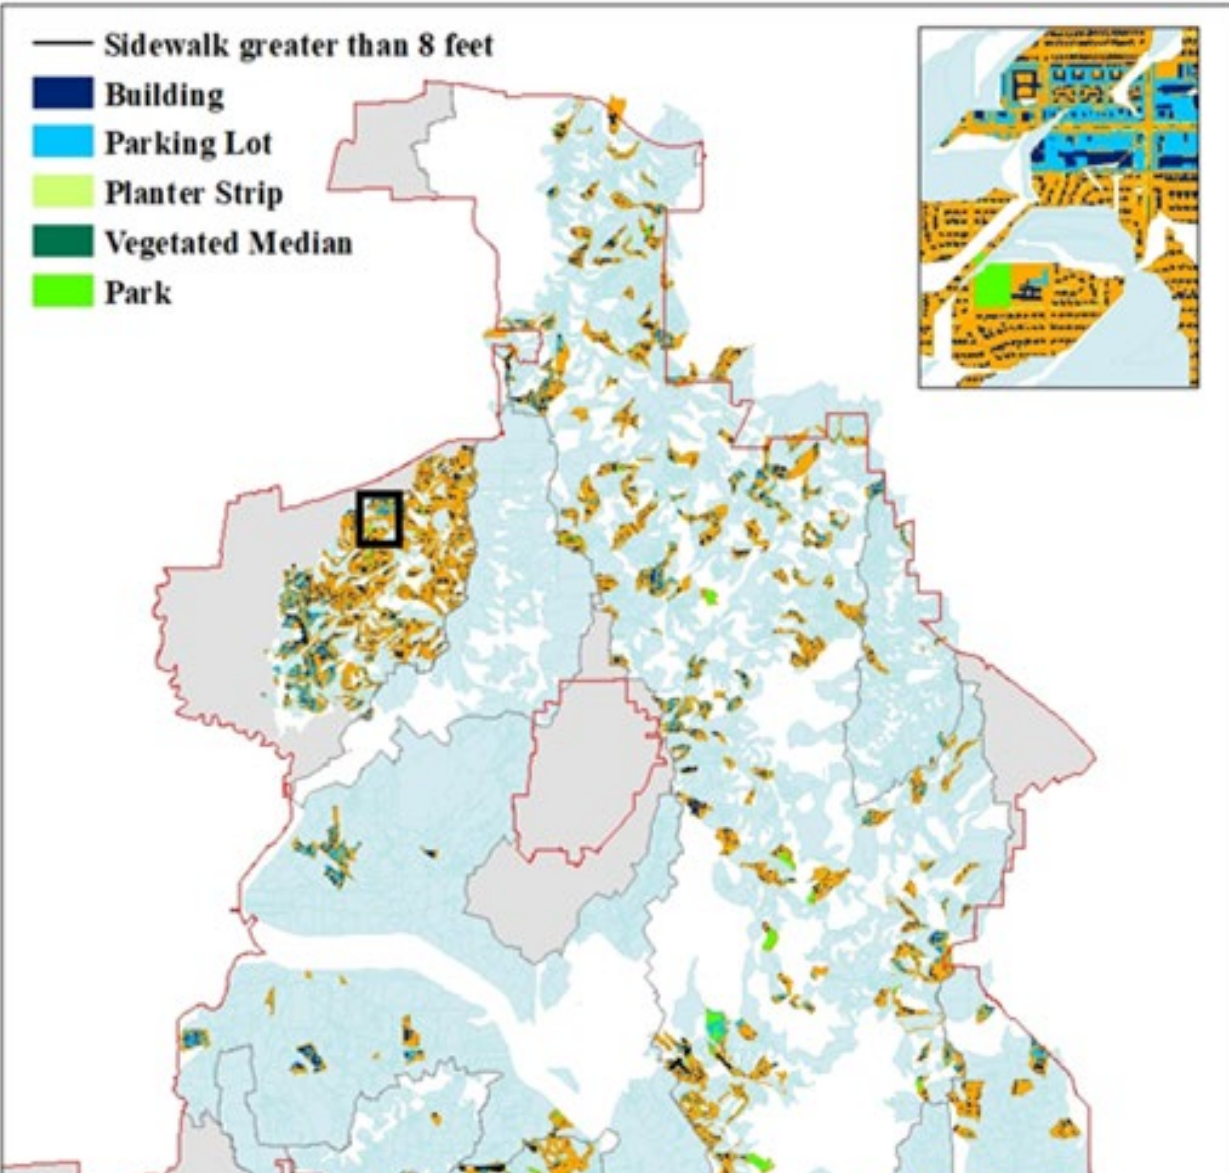 Sidewalk greater than 8 feet
Building
Parking Lot
Planter Strip
Vegetated Median
Park